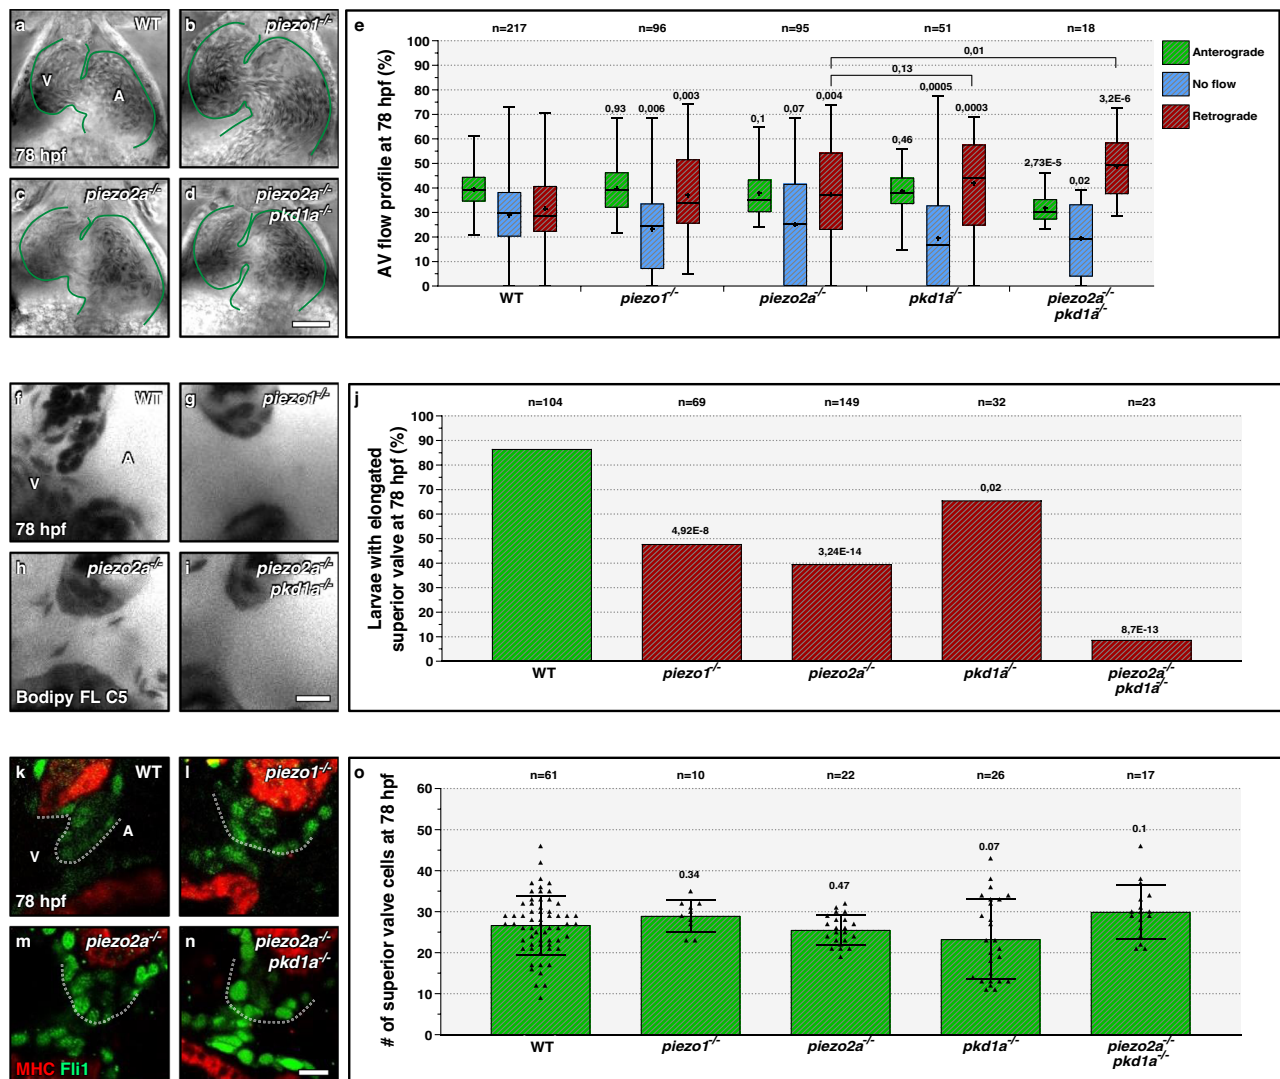 a WT
V A
78 hpf
b piezo1-/-
c piezo2a-/-
d piezo2a-/-
pkd1a-/-
e
n=217 n=96 n=95 n=51 n=18
AV flow profile at 78 hpf (%)
100
90
80
70
60
50
40
30
20
10
0
0,93 0,006 0,003
0,1 0,07 0,004
0,46 0,0005 0,0003
2,73E-5 0,02 3,2E-6
0,13
0,01
WT piezo1-/- piezo2a-/- pkd1a-/- piezo2a-/-
pkd1a-/-
Anterograde
No flow
Retrograde
f WT
A
V
78 hpf
g piezo1-/-
h piezo2a-/-
Bodipy FL C5
i piezo2a-/-
pkd1a-/-
j
n=104 n=69 n=149 n=32 n=23
Larvae with elongated
superior valve at 78 hpf (%)
100
90
80
70
60
50
40
30
20
10
0
4,92E-8 3,24E-14 0,02 8,7E-13
WT piezo1-/- piezo2a-/- pkd1a-/- piezo2a-/-
pkd1a-/-
k WT
A
V
78 hpf
l piezo1-/-
m piezo2a-/-
MHC Fli1
n piezo2a-/-
pkd1a-/-
o
n=61 n=10 n=22 n=26 n=17
# of superior valve cells at 78 hpf
60
50
40
30
20
10
0
0.34 0.47 0.07 0.1
WT piezo1-/- piezo2a-/- pkd1a-/- piezo2a-/-
pkd1a-/-